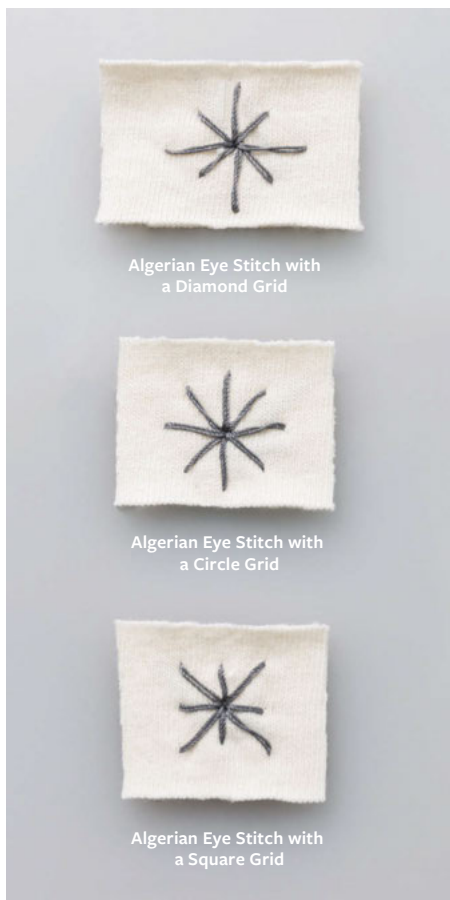 Algerian Eye Stitch with
a Diamond Grid
Algerian Eye Stitch with
a Circle Grid
Algerian Eye Stitch with
a Square Grid